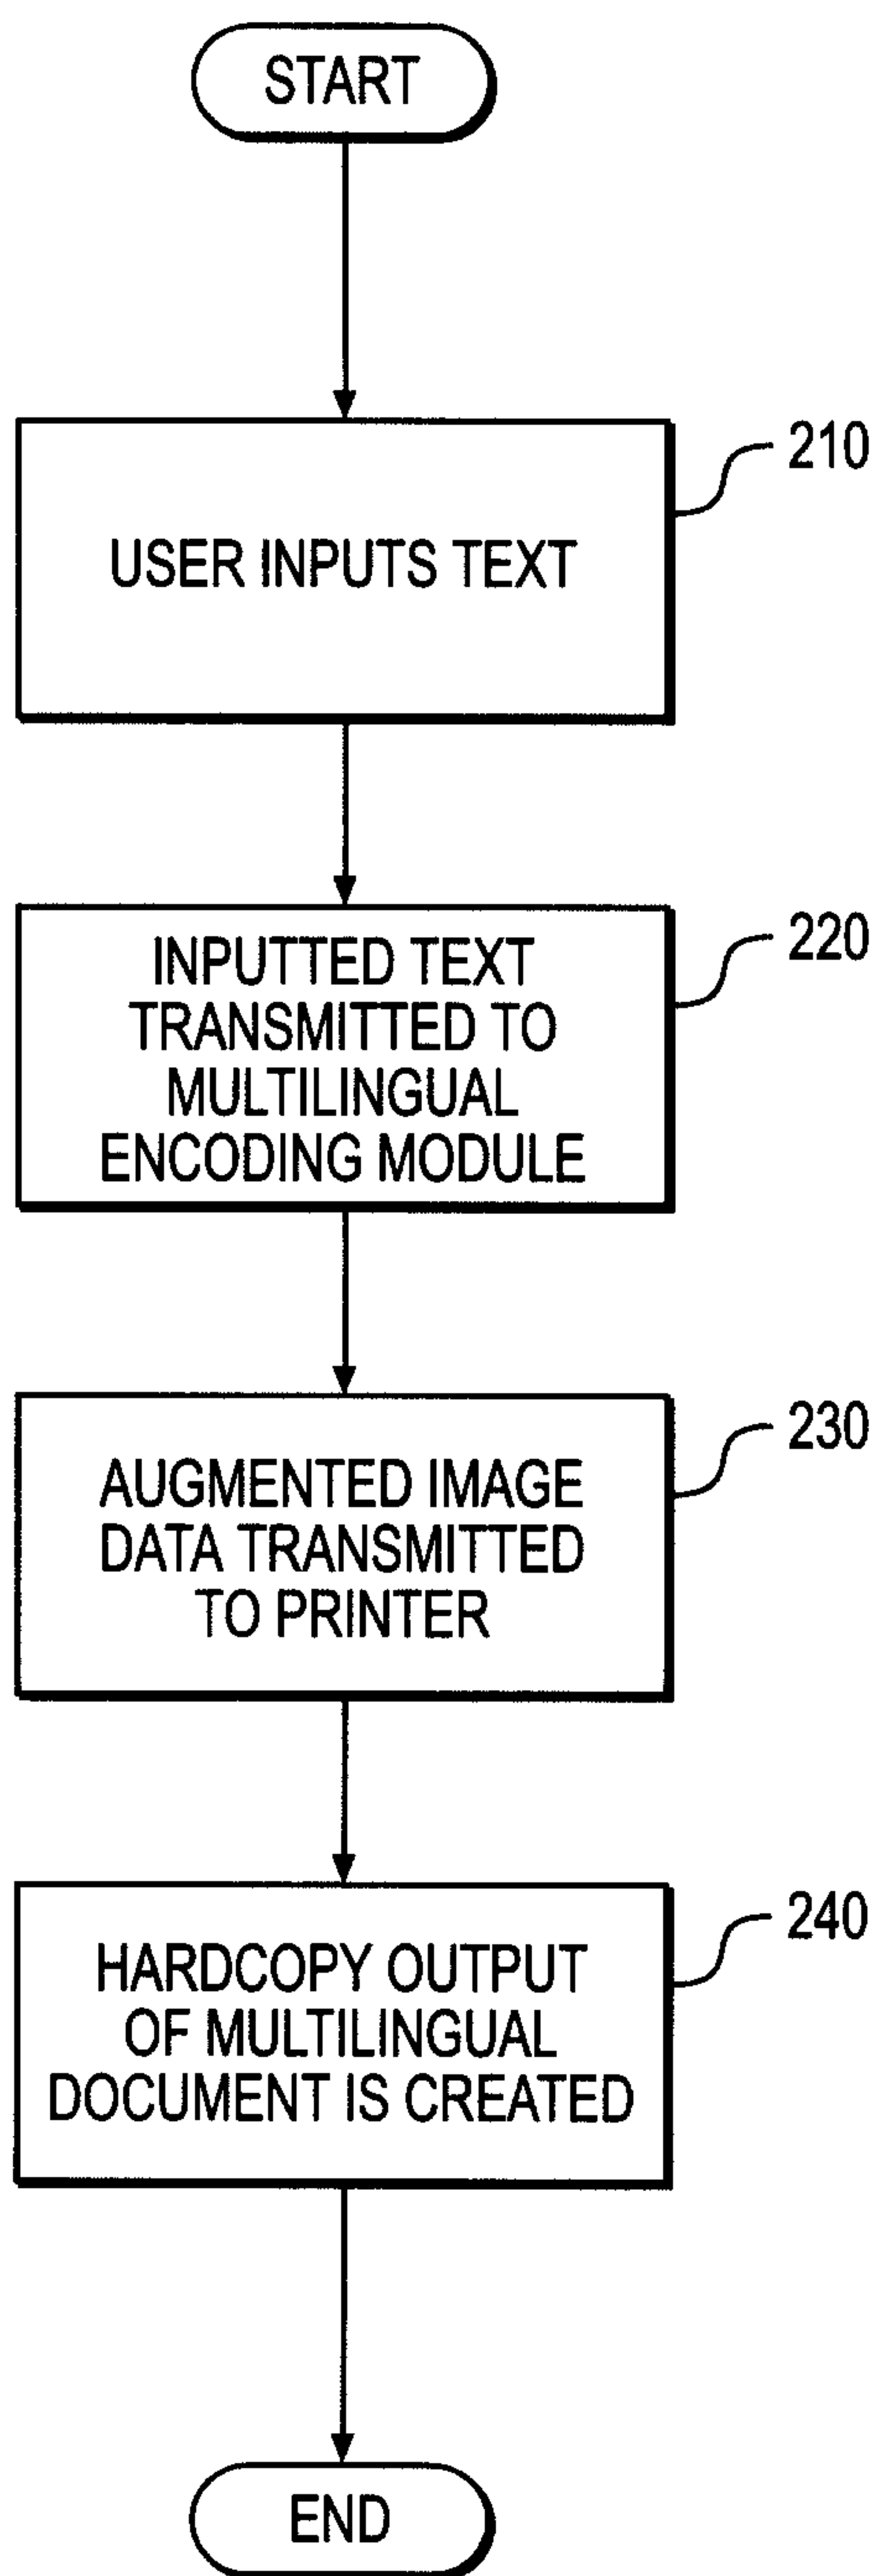 START
210
USER INPUTS TEXT
220
INPUTTED TEXT
TRANSMITTED TO
MULTILINGUAL
ENCODING MODULE
230
AUGMENTED IMAGE
DATA TRANSMITTED
TO PRINTER
240
HARDCOPY OUTPUT
OF MULTILINGUAL
DOCUMENT IS CREATED
END